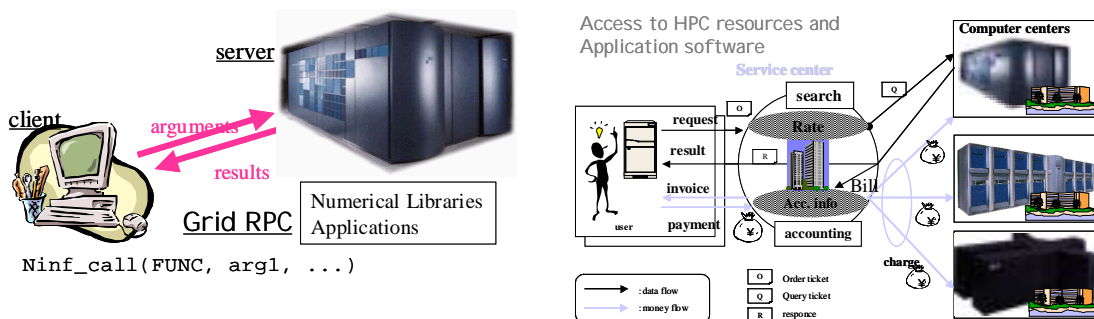 server
client
arguments
results
Grid RPC
Numerical Libraries
Applications
Ninf_call(FUNC, arg1, ...)
Access to HPC resources and
Application software
Service center
Computer centers
search
Rate
request
O
Q
result
R
Bill
invoice
Acc. info
payment
¥
¥
¥
¥
user
accounting
charge
: data flow
: money flow
O
Order ticket
Q
Query ticket
R
responce